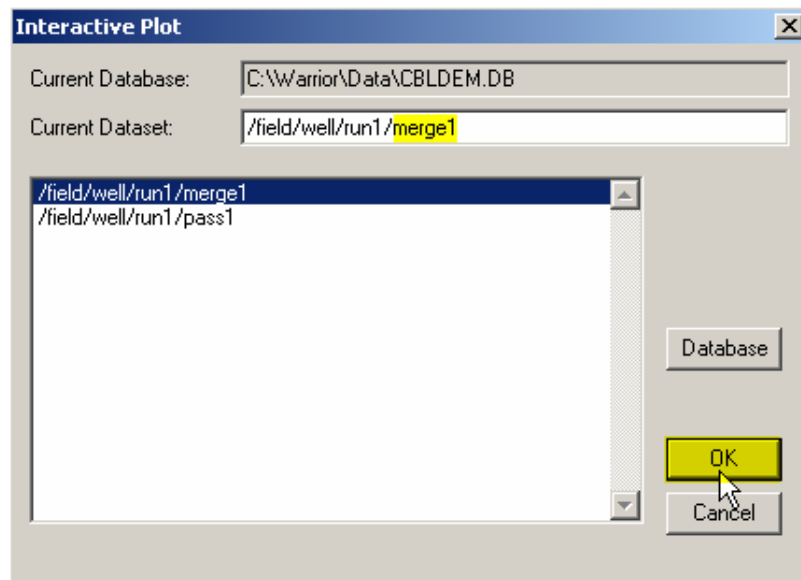 Interactive Plot
Current Database: C:\Warrior\Data\CBLDEM.DB
Current Dataset: /field/well/run1/merge1
/field/well/run1/merge1
/field/well/run1/pass1
Database
OK
Cancel